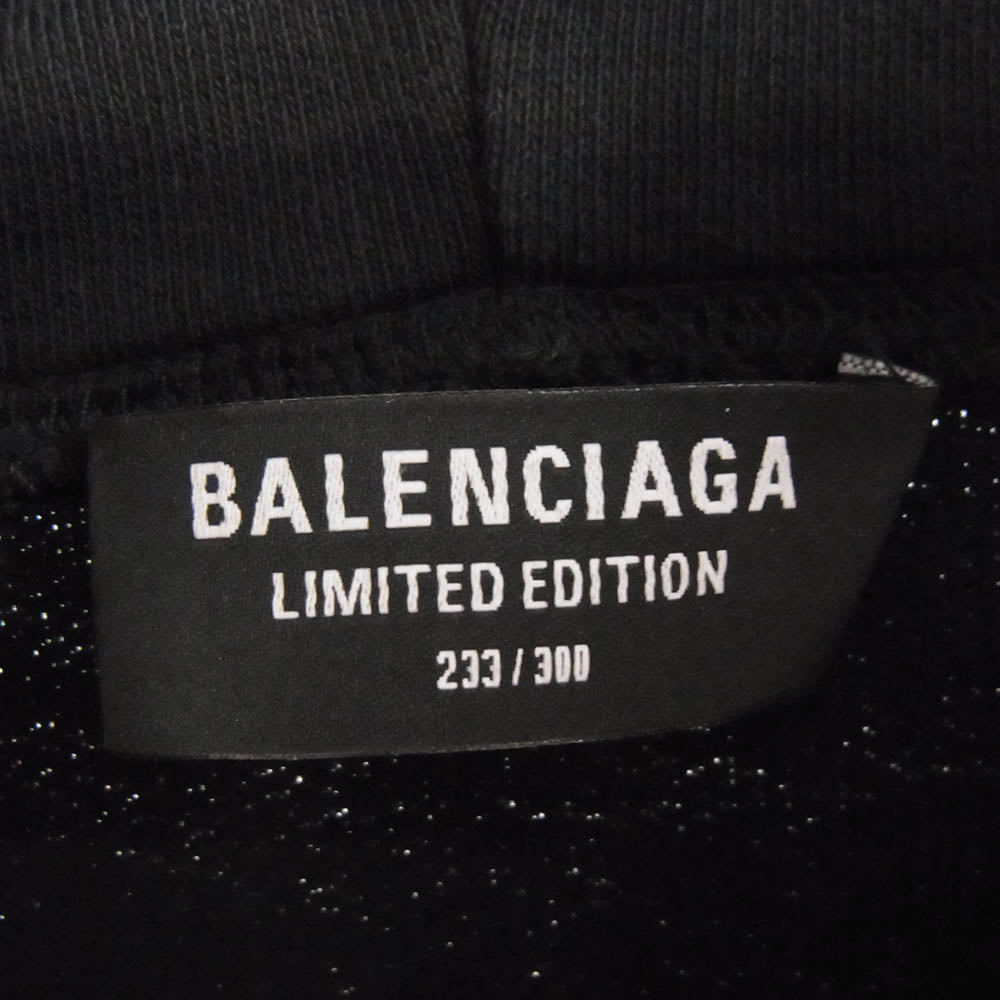 BALENCIAGA
LIMITED EDITION
233 / 300